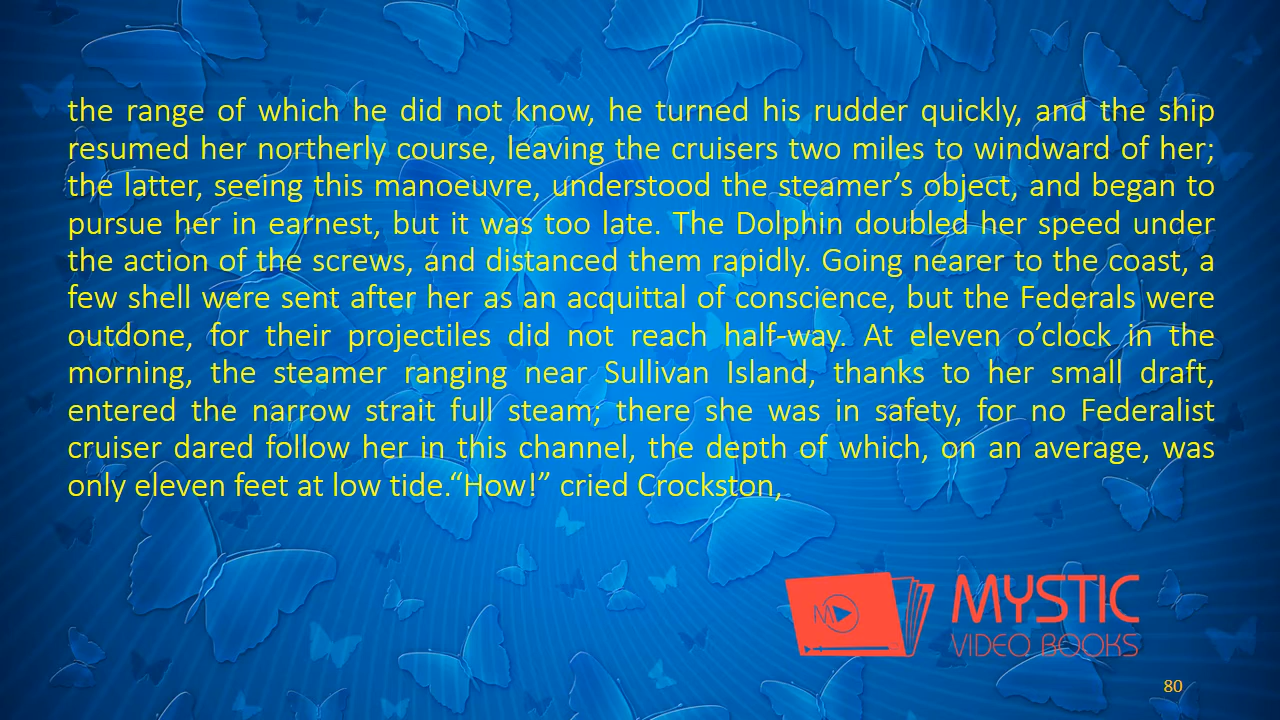 the range of which he did not know, he turned his rudder quickly, and the ship
resumed her northerly course, leaving the cruisers two miles to windward of her;
the latter, seeing this manoeuvre, understood the steamer’s object, and began to
pursue her in earnest, but it was too late. The Dolphin doubled her speed under
the action of the screws, and distanced them rapidly. Going nearer to the coast, a
few shell were sent after her as an acquittal of conscience, but the Federals were
outdone, for their projectiles did not reach half-way. At eleven o’clock in the
morning, the steamer ranging near Sullivan Island, thanks to her small draft,
entered the narrow strait full steam; there she was in safety, for no Federalist
cruiser dared follow her in this channel, the depth of which, on an average, was
only eleven feet at low tide.“How!” cried Crockston,
MYSTIC
VIDEO BOOKS
80